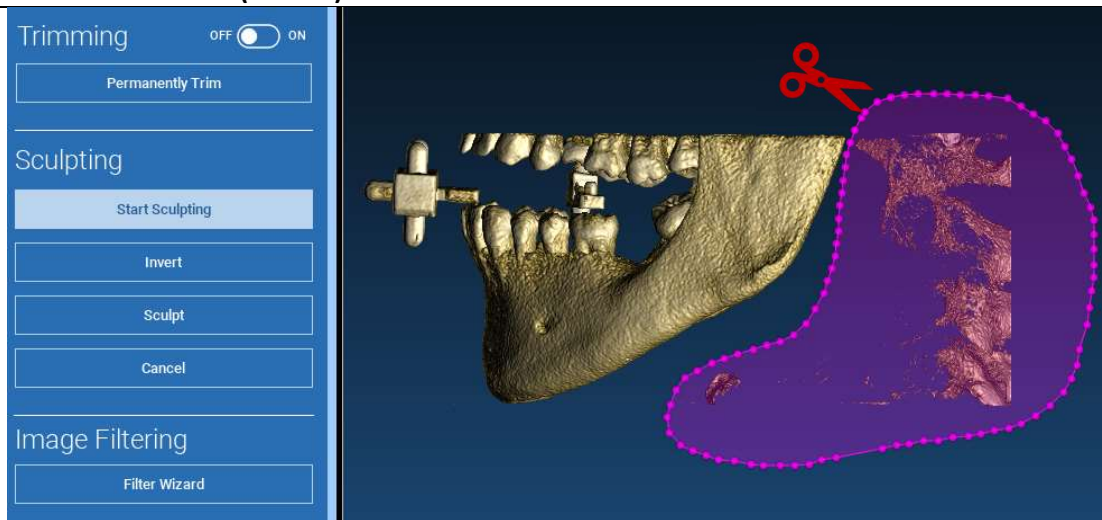 Trimming OFF ON
Permanently Trim
Sculpting
Start Sculpting
Invert
Sculpt
Cancel
Image Filtering
Filter Wizard